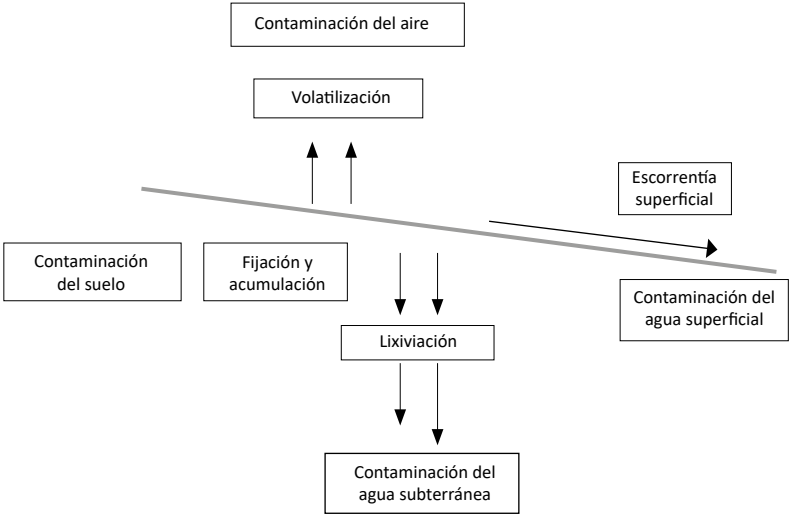 Contaminación del aire
Volatilización
Escorrentía
superficial
Contaminación
del suelo
Fijación y
acumulación
Contaminación del
agua superficial
Lixiviación
Contaminación del
agua subterránea